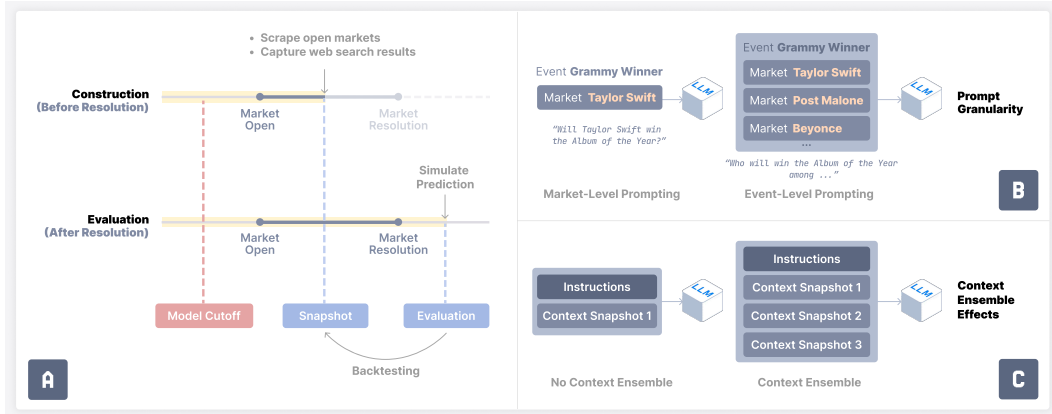 • Scrape open markets
• Capture web search results
Construction
(Before Resolution)
Market
Open
Market
Resolution
Simulate
Prediction
Evaluation
(After Resolution)
Market
Open
Market
Resolution
Model Cutoff
Snapshot
Evaluation
Backtesting
A
Event Grammy Winner
Market Taylor Swift
"Will Taylor Swift win
the Album of the Year?"
Market-Level Prompting
LLM
Event Grammy Winner
Market Taylor Swift
Market Post Malone
Market Beyonce
...
"Who will win the Album of the Year
among ..."
Event-Level Prompting
LLM
Prompt
Granularity
B
Instructions
Context Snapshot 1
No Context Ensemble
LLM
Instructions
Context Snapshot 1
Context Snapshot 2
Context Snapshot 3
Context Ensemble
LLM
Context
Ensemble
Effects
C